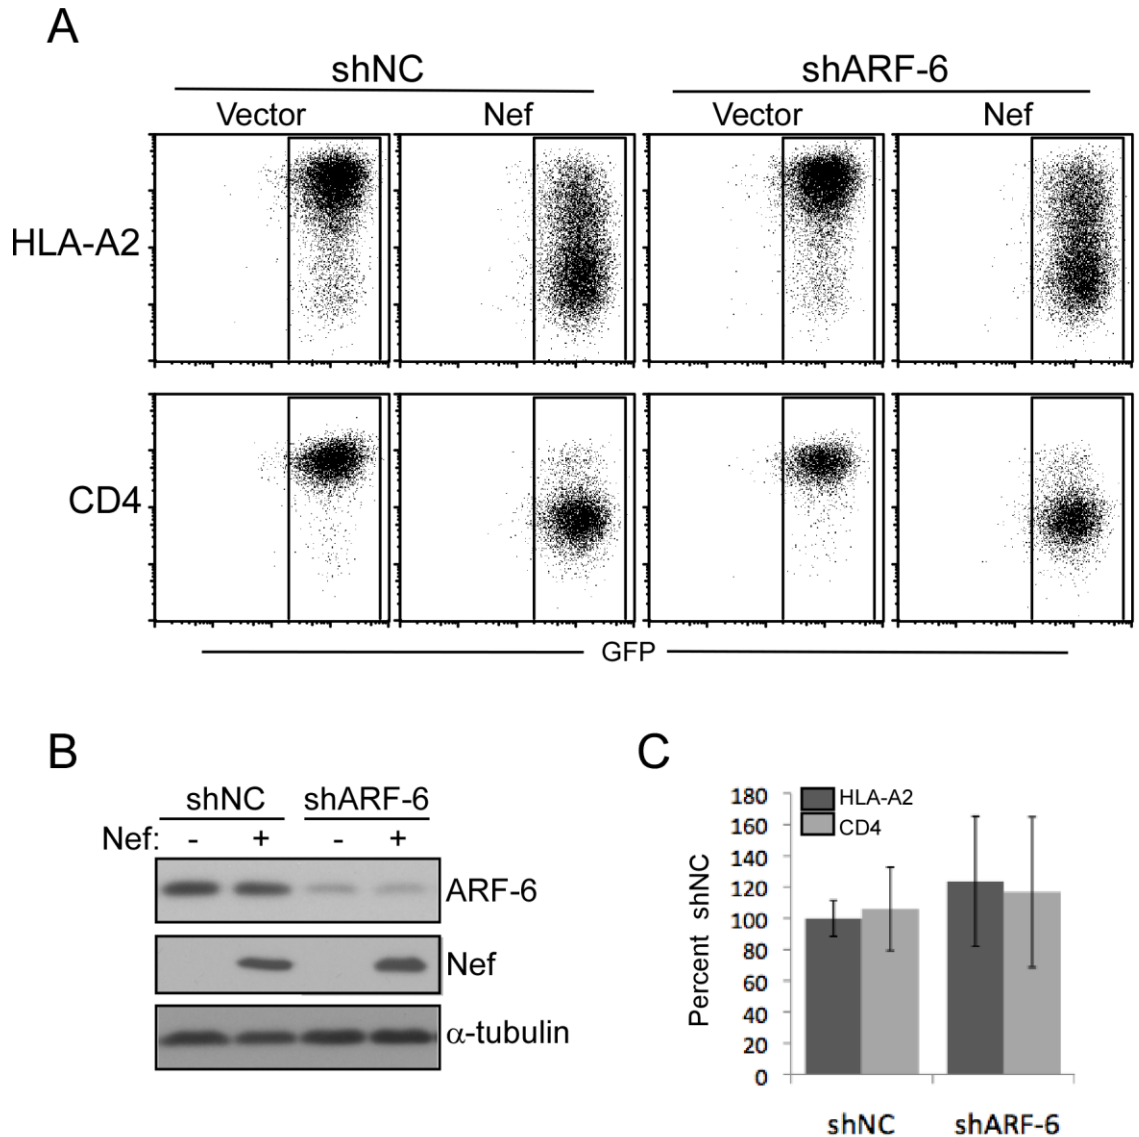 A
shNC shARF-6
Vector Nef Vector Nef
HLA-A2
CD4
GFP
B
shNC shARF-6
Nef: - + - +
ARF-6
Nef
α-tubulin
C
HLA-A2
CD4
180
160
140
120
100
80
60
40
20
0
Percent shNC
shNC shARF-6